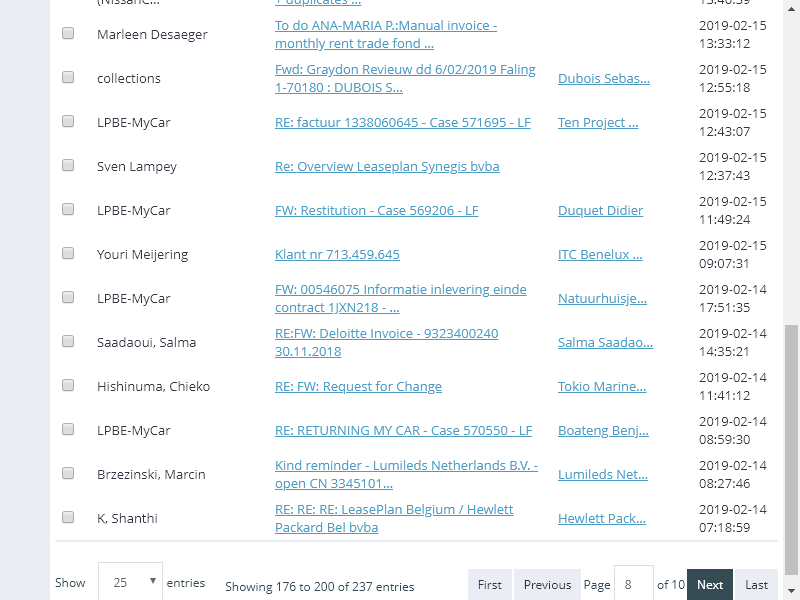 (NissanC... + duplicates ... 13:40:39
Marleen Desaeger To do ANA-MARIA P.:Manual invoice - monthly rent trade fond ... 2019-02-15 13:33:12
collections Fwd: Graydon Revieuw dd 6/02/2019 Faling 1-70180 : DUBOIS S... Dubois Sebas... 2019-02-15 12:55:18
LPBE-MyCar RE: factuur 1338060645 - Case 571695 - LF Ten Project ... 2019-02-15 12:43:07
Sven Lampey Re: Overview Leaseplan Synegis bvba 2019-02-15 12:37:43
LPBE-MyCar FW: Restitution - Case 569206 - LF Duquet Didier 2019-02-15 11:49:24
Youri Meijering Klant nr 713.459.645 ITC Benelux ... 2019-02-15 09:07:31
LPBE-MyCar FW: 00546075 Informatie inlevering einde contract 1JXN218 - ... Natuurhuisje... 2019-02-14 17:51:35
Saadaoui, Salma RE:FW: Deloitte Invoice - 9323400240 30.11.2018 Salma Saadao... 2019-02-14 14:35:21
Hishinuma, Chieko RE: FW: Request for Change Tokio Marine... 2019-02-14 11:41:12
LPBE-MyCar RE: RETURNING MY CAR - Case 570550 - LF Boateng Benj... 2019-02-14 08:59:30
Brzezinski, Marcin Kind reminder - Lumileds Netherlands B.V. - open CN 3345101... Lumileds Net... 2019-02-14 08:27:46
K, Shanthi RE: RE: RE: LeasePlan Belgium / Hewlett Packard Bel bvba Hewlett Pack... 2019-02-14 07:18:59
Show 25 entries Showing 176 to 200 of 237 entries First Previous Page 8 of 10 Next Last